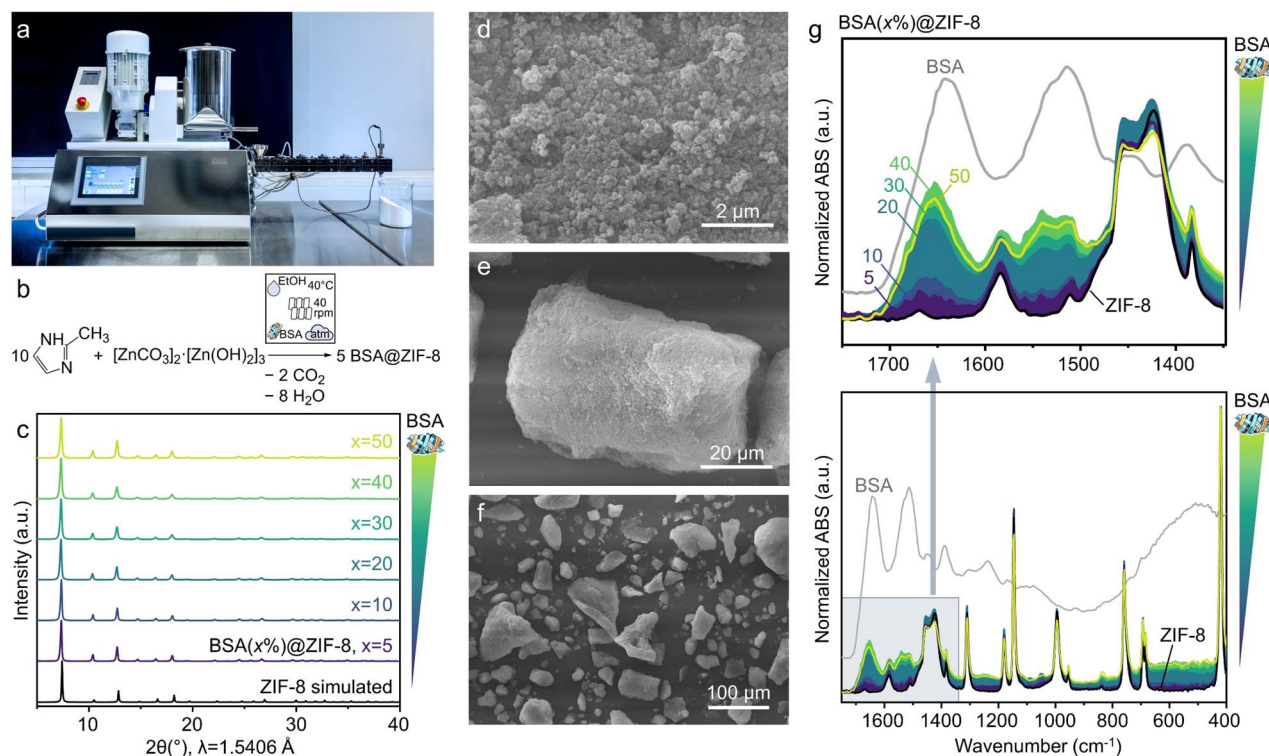 a
b
EtOH
40°C
40
rpm
BSA
atm
10
NH
N
CH₃
+ [ZnCO₃]₂·[Zn(OH)₂]₃
5 BSA@ZIF-8
− 2 CO₂
− 8 H₂O
c
BSA
x=50
x=40
x=30
x=20
x=10
BSA(x%)@ZIF-8, x=5
ZIF-8 simulated
Intensity (a.u.)
10 20 30 40
2θ(°), λ=1.5406 Å
d
2 µm
e
20 µm
f
100 µm
g
BSA(x%)@ZIF-8
BSA
BSA
40
30
50
20
10
5
ZIF-8
Normalized ABS (a.u.)
1700 1600 1500 1400
BSA
BSA
ZIF-8
Normalized ABS (a.u.)
1600 1400 1200 1000 800 600 400
Wavenumber (cm⁻¹)